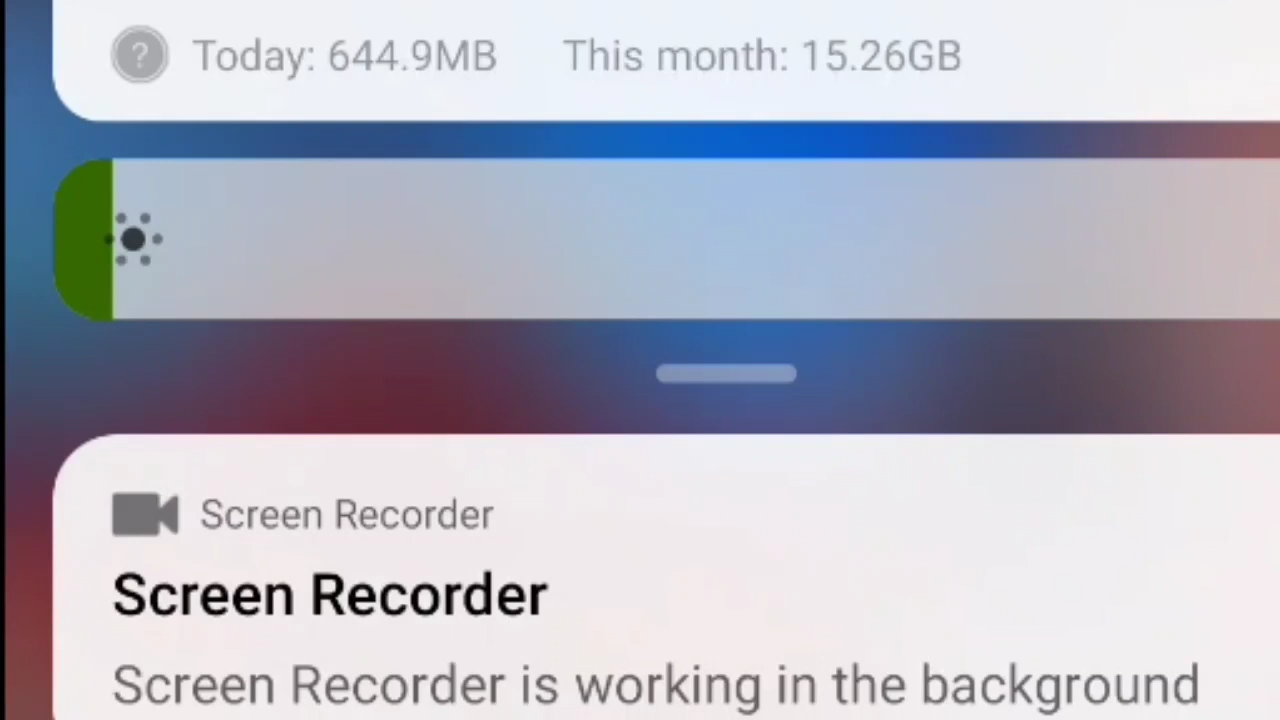 Today: 644.9MB This month: 15.26GB
Screen Recorder
Screen Recorder
Screen Recorder is working in the background